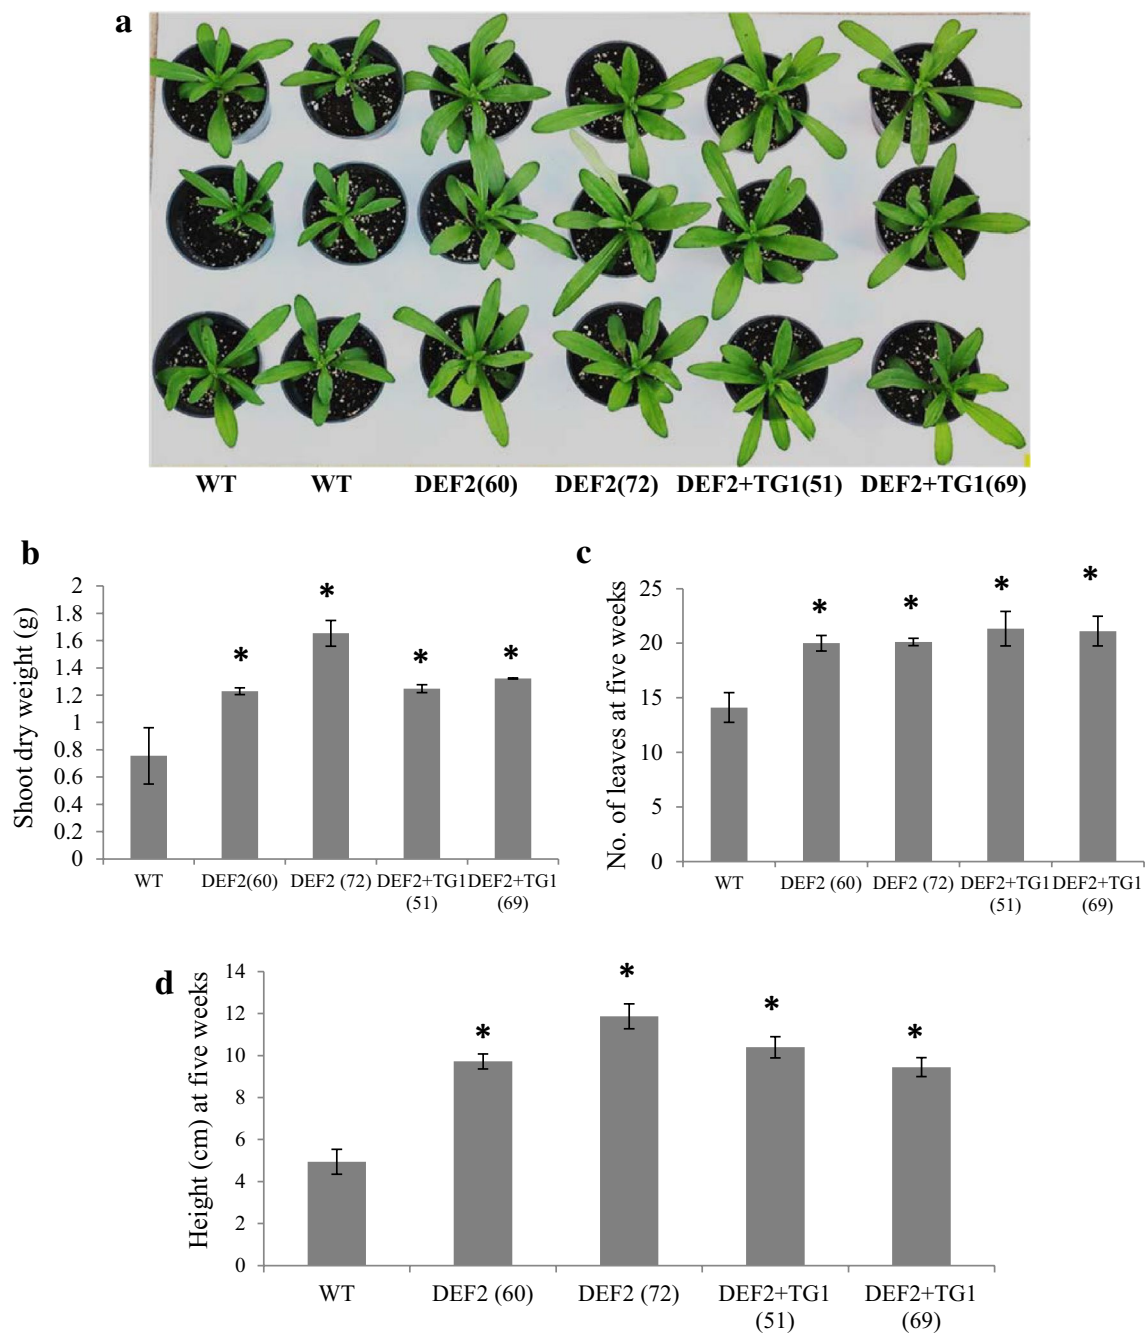 a
WT WT DEF2(60) DEF2(72) DEF2+TG1(51) DEF2+TG1(69)
b
Shoot dry weight (g)
2
1.8
1.6
1.4
1.2
1
0.8
0.6
0.4
0.2
0
* * * *
WT DEF2(60) DEF2 (72) DEF2+TG1 DEF2+TG1
(51) (69)
c
No. of leaves at five weeks
25
20
15
10
5
0
* * * *
WT DEF2 (60) DEF2 (72) DEF2+TG1 DEF2+TG1
(51) (69)
d
Height (cm) at five weeks
14
12
10
8
6
4
2
0
* * * *
WT DEF2 (60) DEF2 (72) DEF2+TG1 DEF2+TG1
(51) (69)